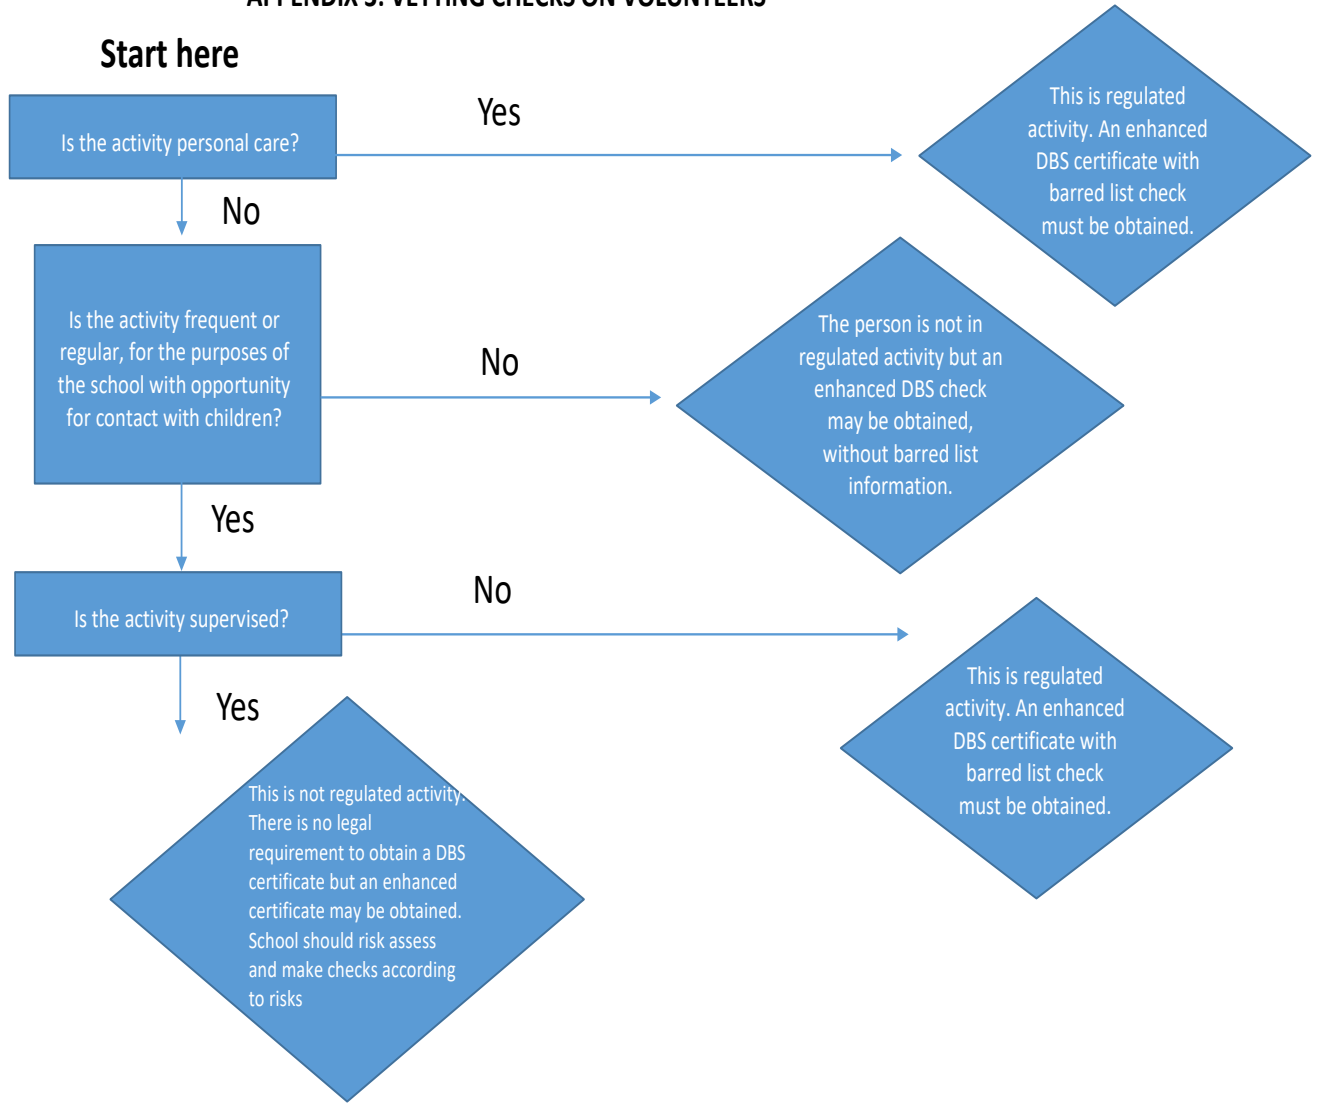 APPENDIX 3: VETTING CHECKS ON VOLUNTEERS
Start here
Is the activity personal care?
Yes
This is regulated
activity. An enhanced
DBS certificate with
barred list check
must be obtained.
No
Is the activity frequent or
regular, for the purposes of
the school with opportunity
for contact with children?
No
The person is not in
regulated activity but an
enhanced DBS check
may be obtained,
without barred list
information.
Yes
Is the activity supervised?
No
This is regulated
activity. An enhanced
DBS certificate with
barred list check
must be obtained.
Yes
This is not regulated activity.
There is no legal
requirement to obtain a DBS
certificate but an enhanced
certificate may be obtained.
School should risk assess
and make checks according
to risks